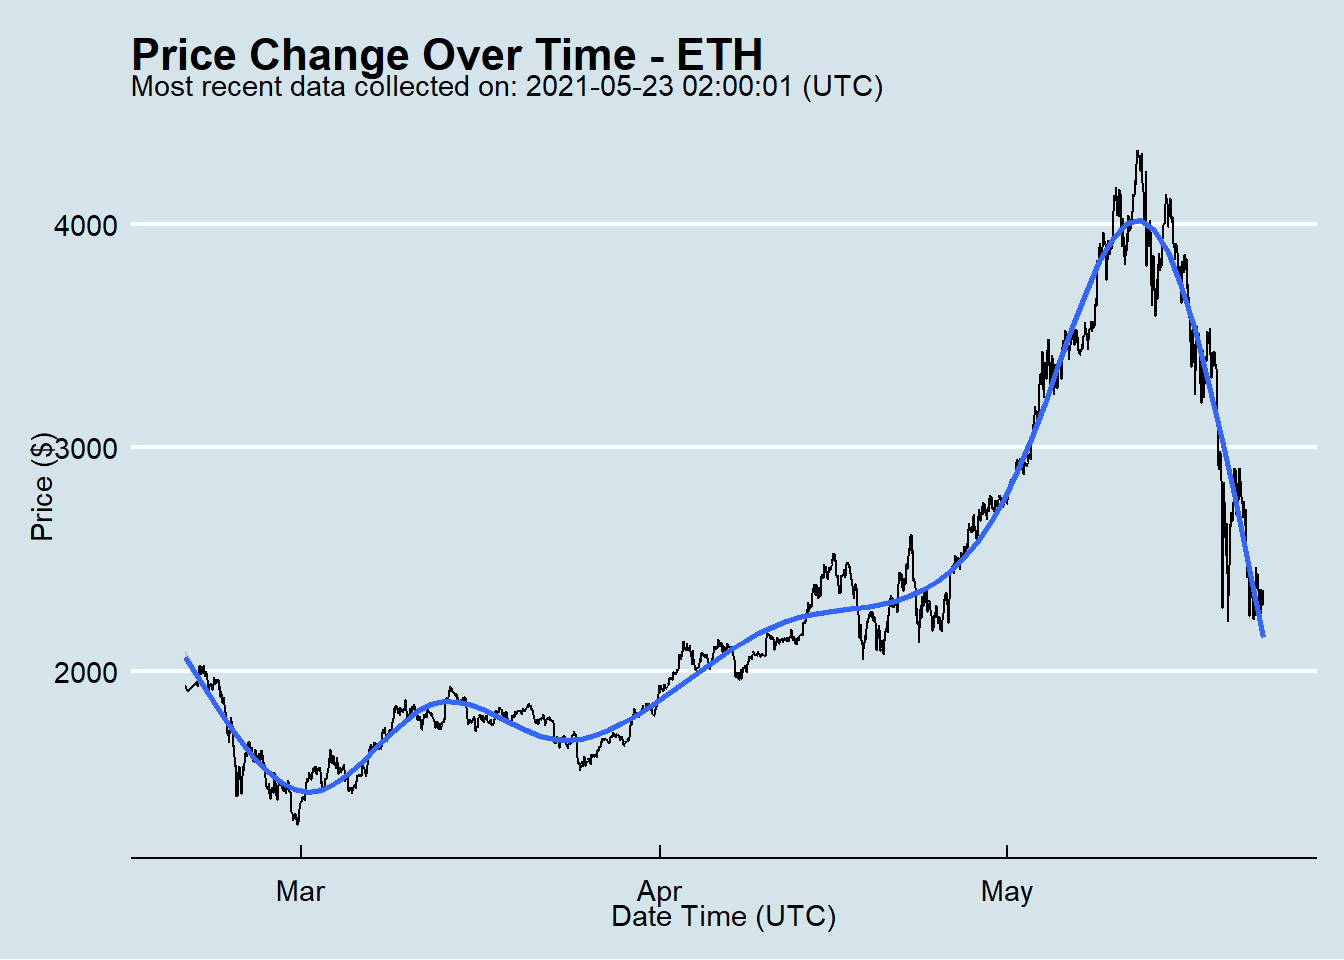 Price Change Over Time - ETH
Most recent data collected on: 2021-05-23 02:00:01 (UTC)
4000
3000
2000
Price ($)
Mar
Apr
May
Date Time (UTC)